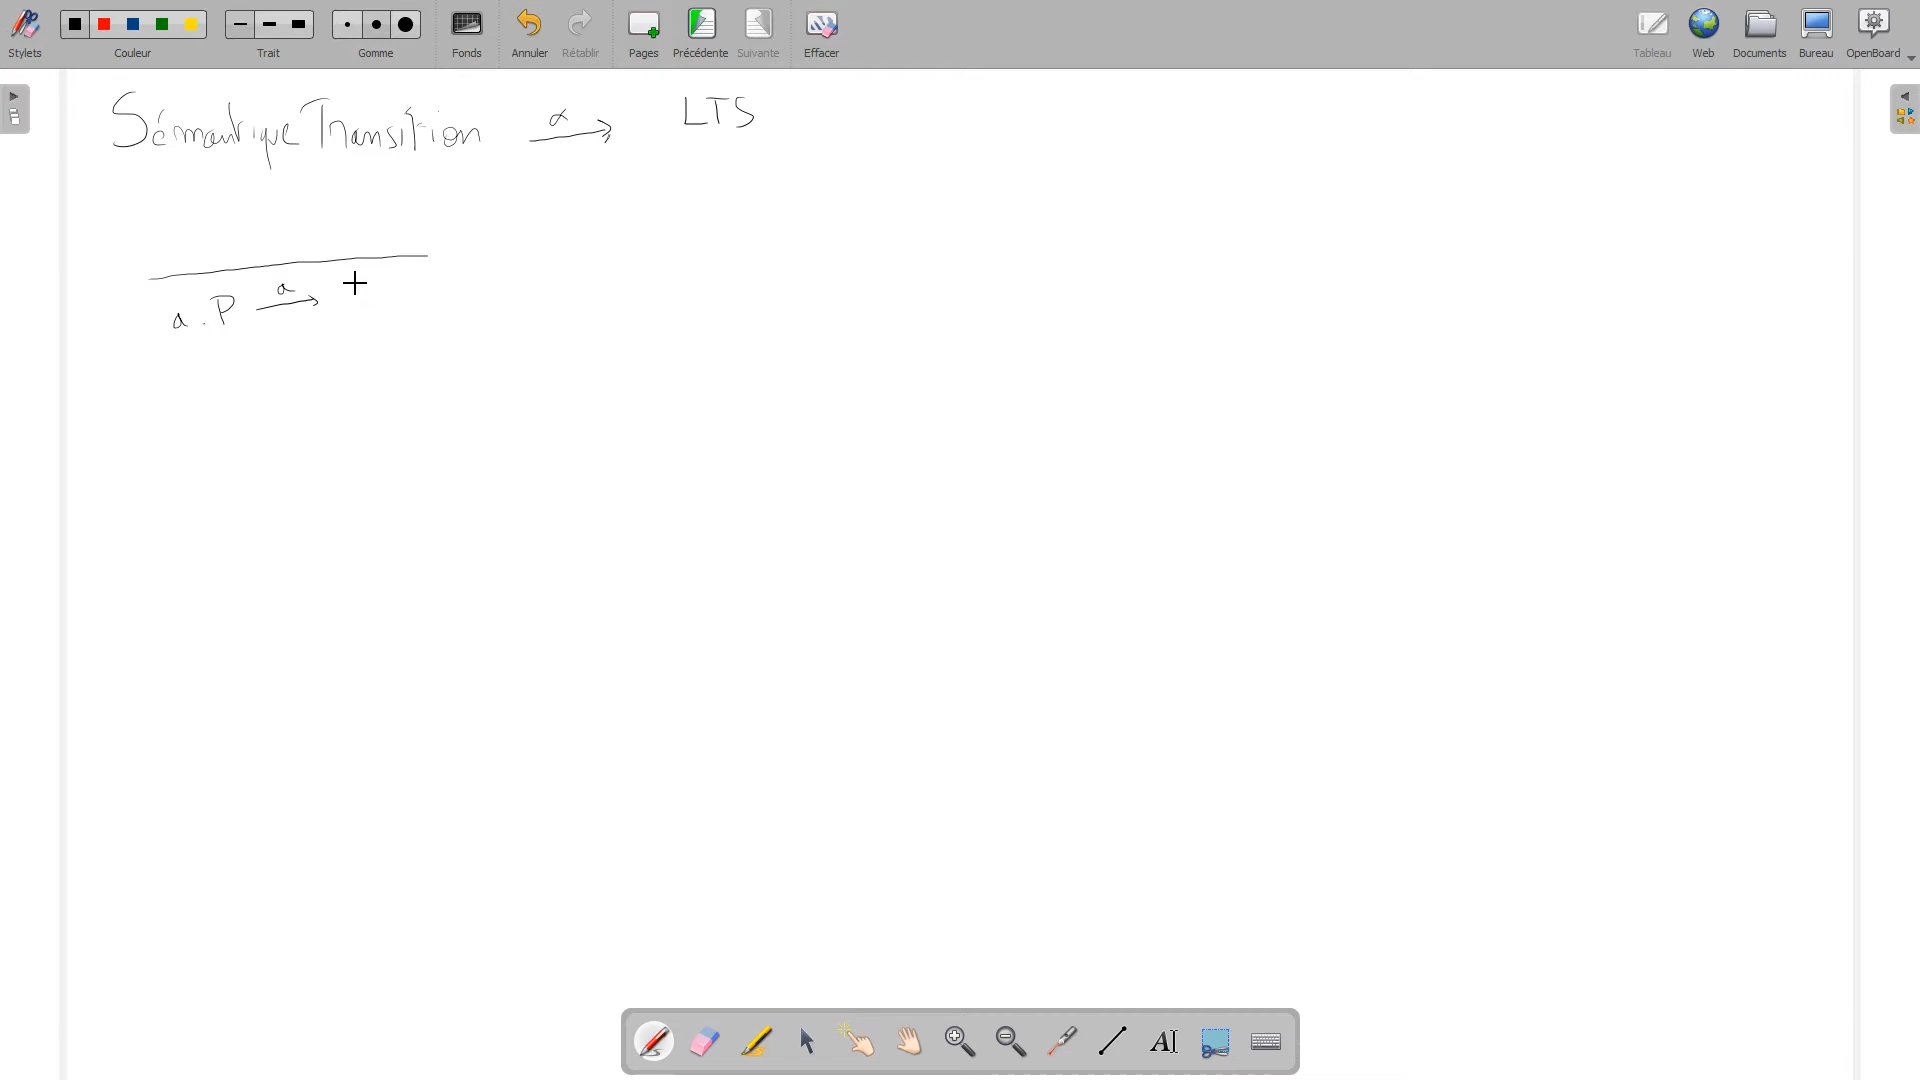 Stylets Couleur Trait Gomme Fonds Annuler Rétablir Pages Précédente Suivante Effacer Tableau Web Documents Bureau OpenBoard
Sémantique Transition —α→ LTS
a.P —a→